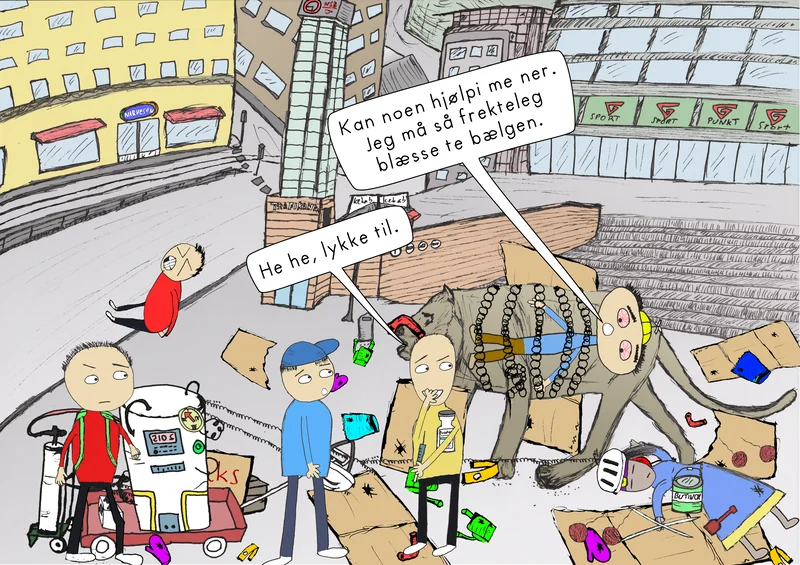 NARVESEN
SPORT
SPORT
PUNKT
SPORT
Kan noen hjølpi me ner.
Jeg må så frekteleg
blæsse te bælgen.
kebab kebab
He he, lykke til.